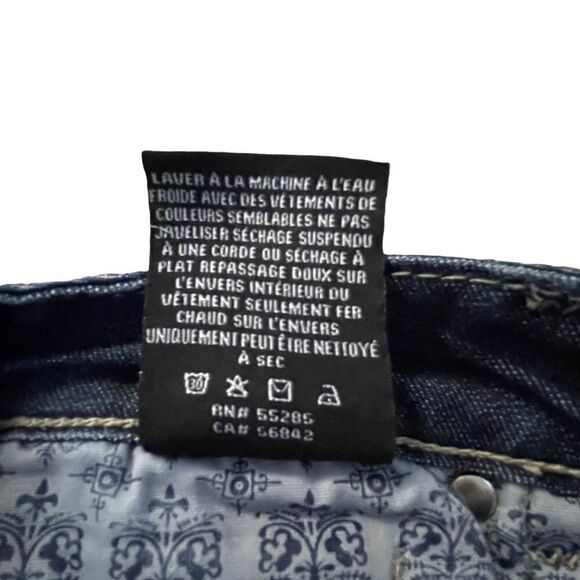 LAVER À LA MACHINE À L'EAU
FROIDE AVEC DES VÊTEMENTS DE
COULEURS SEMBLABLES NE PAS
JAVELISER SÉCHAGE SUSPENDU
À UNE CORDE OU SÉCHAGE À
PLAT REPASSAGE DOUX SUR
L'ENVERS INTÉRIEUR DU
VÊTEMENT SEULEMENT FER
CHAUD SUR L'ENVERS
UNIQUEMENT PEUT ÊTRE NETTOYÉ
À SEC
30
RN# 55285
CA# 56842